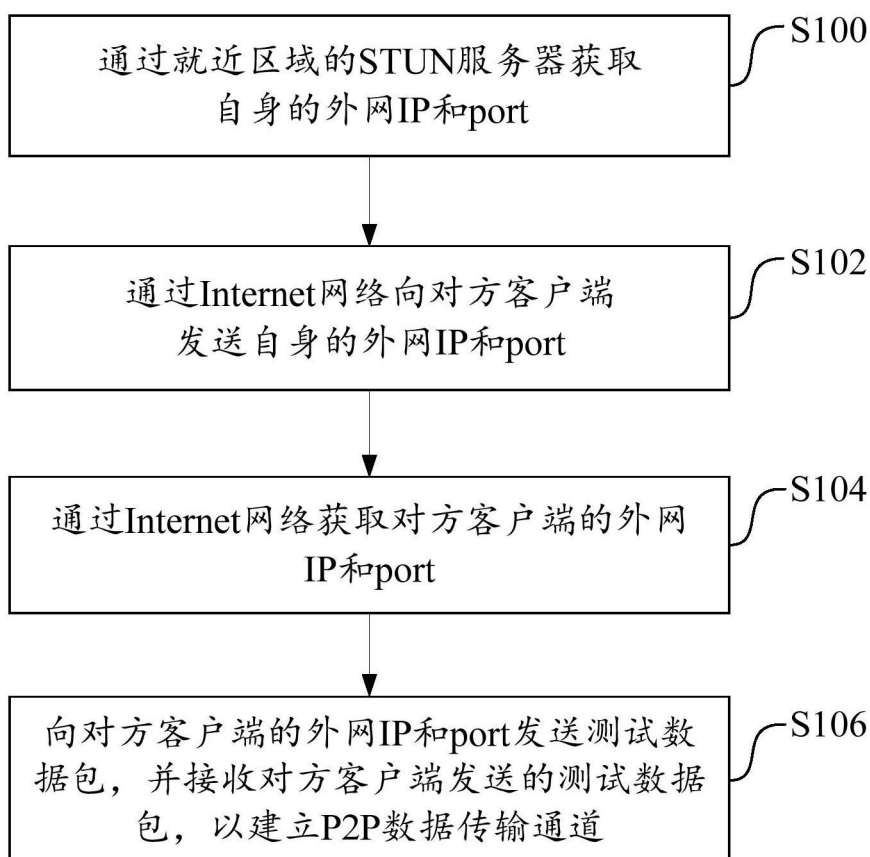 通过就近区域的STUN服务器获取
自身的外网IP和port
S100
通过Internet网络向对方客户端
发送自身的外网IP和port
S102
通过Internet网络获取对方客户端的外网
IP和port
S104
向对方客户端的外网IP和port发送测试数
据包，并接收对方客户端发送的测试数据
包，以建立P2P数据传输通道
S106